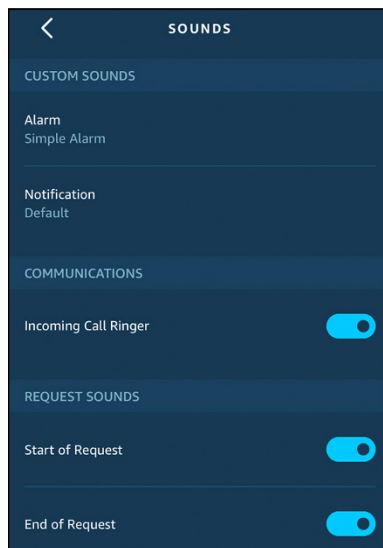 SOUNDS
CUSTOM SOUNDS
Alarm
Simple Alarm
Notification
Default
COMMUNICATIONS
Incoming Call Ringer
REQUEST SOUNDS
Start of Request
End of Request